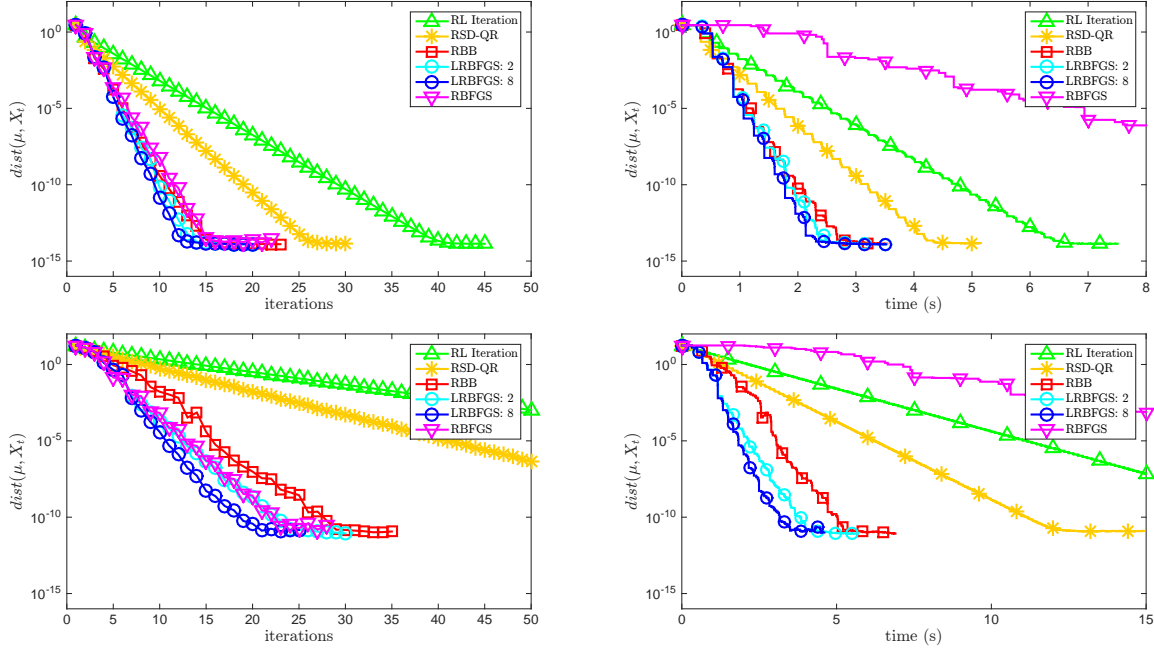 10^0
10^-5
10^-10
10^-15
dist(μ, X_t)
RL Iteration
RSD-QR
RBB
LRBFGS: 2
LRBFGS: 8
RBFGS
0 5 10 15 20 25 30 35 40 45 50
iterations
10^0
10^-5
10^-10
10^-15
dist(μ, X_t)
RL Iteration
RSD-QR
RBB
LRBFGS: 2
LRBFGS: 8
RBFGS
0 1 2 3 4 5 6 7 8
time (s)
10^0
10^-5
10^-10
10^-15
dist(μ, X_t)
RL Iteration
RSD-QR
RBB
LRBFGS: 2
LRBFGS: 8
RBFGS
0 5 10 15 20 25 30 35 40 45 50
iterations
10^0
10^-5
10^-10
10^-15
dist(μ, X_t)
RL Iteration
RSD-QR
RBB
LRBFGS: 2
LRBFGS: 8
RBFGS
0 5 10 15
time (s)